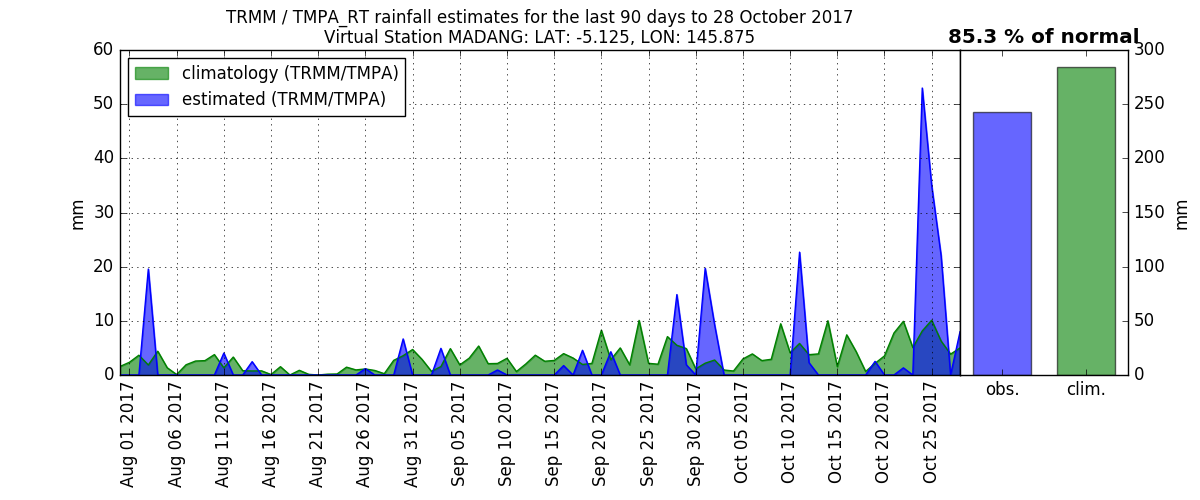 TRMM / TMPA_RT rainfall estimates for the last 90 days to 28 October 2017
Virtual Station MADANG: LAT: -5.125, LON: 145.875
85.3 % of normal
climatology (TRMM/TMPA)
estimated (TRMM/TMPA)
60
50
40
30
20
10
0
mm
300
250
200
150
100
50
0
mm
obs.
clim.
Aug 01 2017
Aug 06 2017
Aug 11 2017
Aug 16 2017
Aug 21 2017
Aug 26 2017
Aug 31 2017
Sep 05 2017
Sep 10 2017
Sep 15 2017
Sep 20 2017
Sep 25 2017
Sep 30 2017
Oct 05 2017
Oct 10 2017
Oct 15 2017
Oct 20 2017
Oct 25 2017